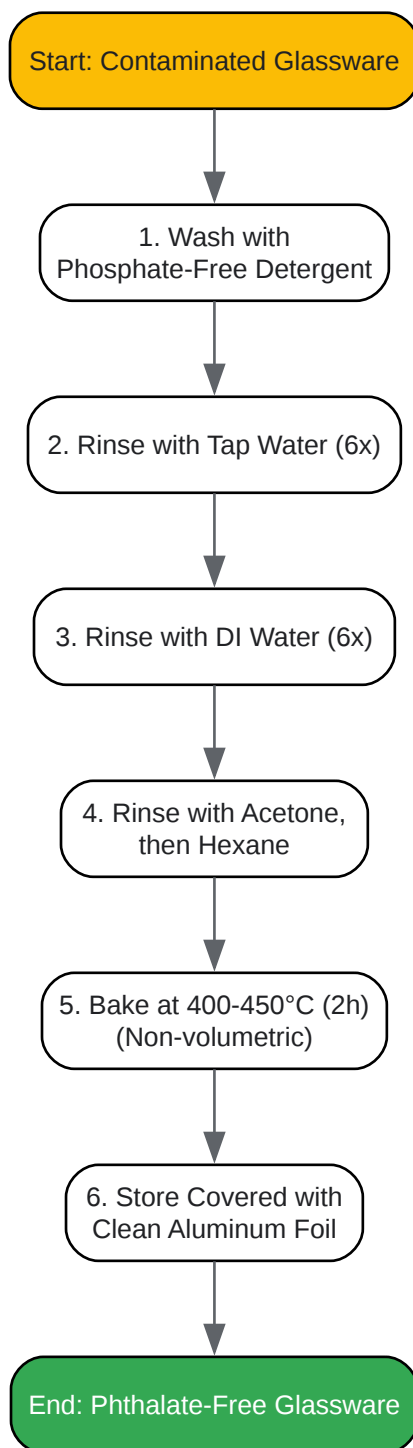 Start: Contaminated Glassware
1. Wash with
Phosphate-Free Detergent
2. Rinse with Tap Water (6x)
3. Rinse with DI Water (6x)
4. Rinse with Acetone,
then Hexane
5. Bake at 400-450°C (2h)
(Non-volumetric)
6. Store Covered with
Clean Aluminum Foil
End: Phthalate-Free Glassware